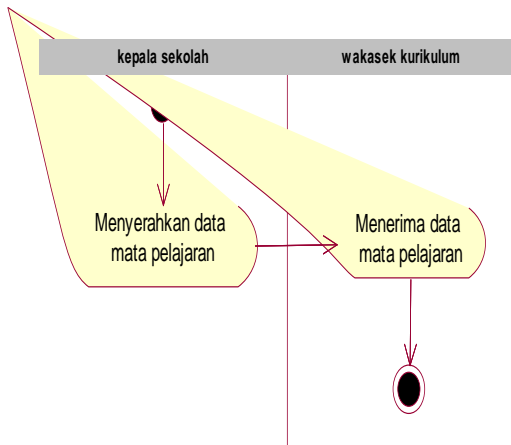 kepala sekolah
wakasek kurikulum
Menyerahkan data
mata pelajaran
Menerima data
mata pelajaran